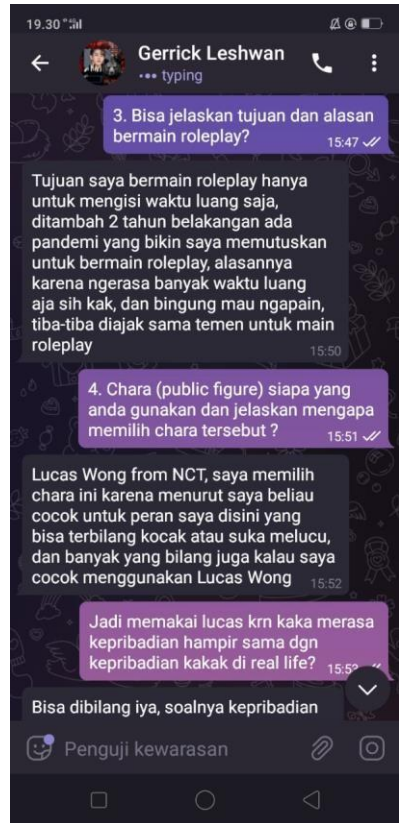 19.30
Gerrick Leshwan
typing
3. Bisa jelaskan tujuan dan alasan
bermain roleplay?
15:47
Tujuan saya bermain roleplay hanya
untuk mengisi waktu luang saja,
ditambah 2 tahun belakangan ada
pandemi yang bikin saya memutuskan
untuk bermain roleplay, alasannya
karena ngerasa banyak waktu luang
aja sih kak, dan bingung mau ngapain,
tiba-tiba diajak sama temen untuk main
roleplay
15:50
4. Chara (public figure) siapa yang
anda gunakan dan jelaskan mengapa
memilih chara tersebut ?
15:51
Lucas Wong from NCT, saya memilih
chara ini karena menurut saya beliau
cocok untuk peran saya disini yang
bisa terbilang kocak atau suka melucu,
dan banyak yang bilang juga kalau saya
cocok menggunakan Lucas Wong
15:52
Jadi memakai lucas krn kaka merasa
kepribadian hampir sama dgn
kepribadian kakak di real life?
Bisa dibilang iya, soalnya kepribadian
Penguji kewarasan